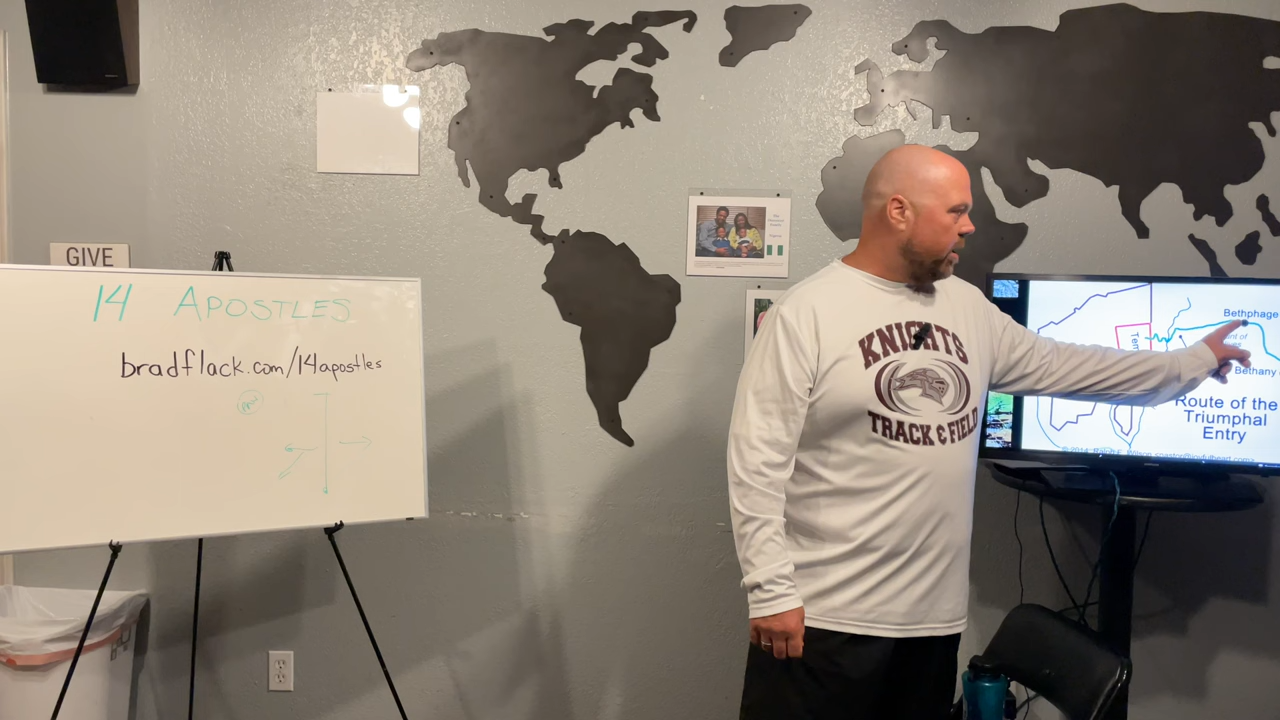 GIVE
14 APOSTLES
bradflack.com/14apostles
KNIGHTS
TRACK & FIELD
Bethphage
Bethany
Route of the
Triumphal
Entry